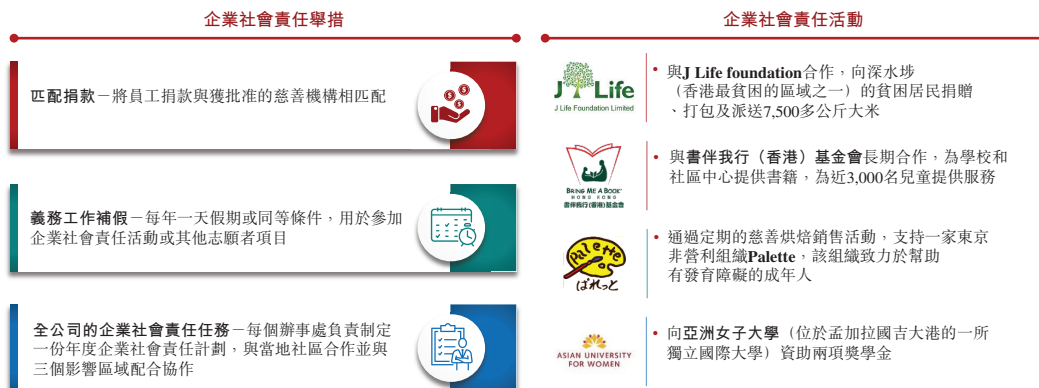 企業社會責任舉措
匹配捐款－將員工捐款與獲批准的慈善機構相匹配
義務工作補假－每年一天假期或同等條件，用於參加
企業社會責任活動或其他志願者項目
全公司的企業社會責任任務－每個辦事處負責制定
一份年度企業社會責任計劃，與當地社區合作並與
三個影響區域配合協作
企業社會責任活動
J Life
J Life Foundation Limited
• 與J Life foundation合作，向深水埗
（香港最貧困的區域之一）的貧困居民捐贈
、打包及派送7,500多公斤大米
BRING ME A BOOK
HONG KONG
書伴我行(香港)基金會
• 與書伴我行（香港）基金會長期合作，為學校和
社區中心提供書籍，為近3,000名兒童提供服務
Palette
ぱれっと
• 通過定期的慈善烘焙銷售活動，支持一家東京
非營利組織Palette，該組織致力於幫助
有發育障礙的成年人
ASIAN UNIVERSITY
FOR WOMEN
• 向亞洲女子大學（位於孟加拉國吉大港的一所
獨立國際大學）資助兩項獎學金